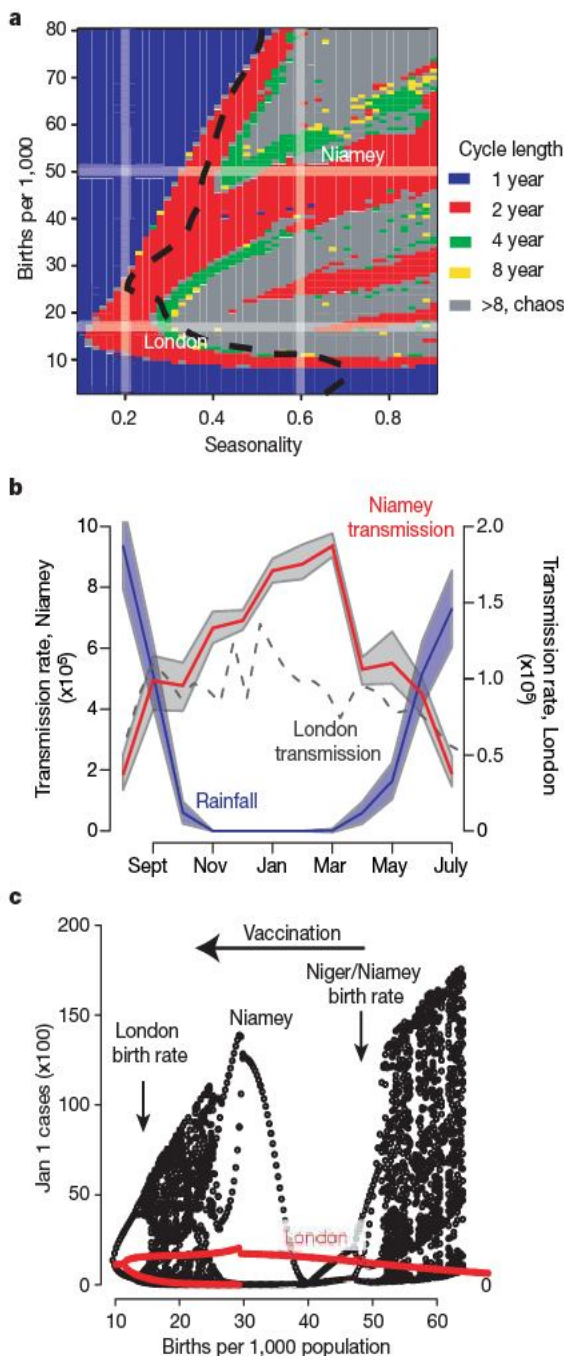 a
80
70
60
50
40
30
20
10
Births per 1,000
Niamey
London
0.2
0.4
0.6
0.8
Seasonality
Cycle length
1 year
2 year
4 year
8 year
>8, chaos
b
Niamey
transmission
10
8
6
4
2
0
Transmission rate, Niamey
(x10⁵)
London
transmission
Rainfall
2.0
1.5
1.0
0.5
0
Transmission rate, London
(x10⁵)
Sept
Nov
Jan
Mar
May
July
c
200
150
100
50
0
Jan 1 cases (x100)
Vaccination
London
birth rate
Niamey
Niger/Niamey
birth rate
London
0
10
20
30
40
50
60
Births per 1,000 population